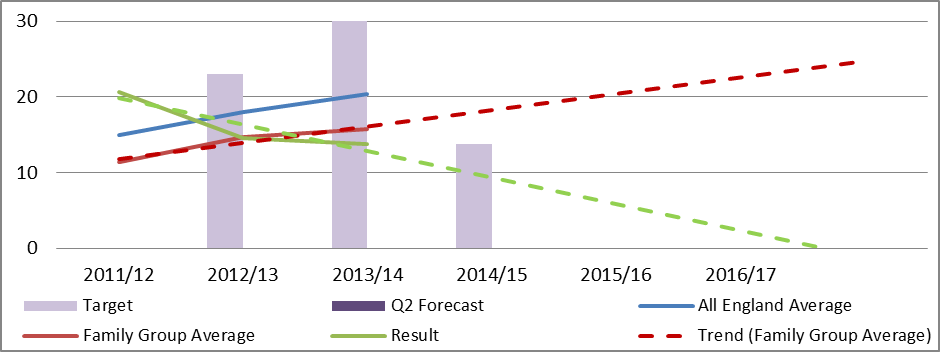 30
20
10
0
2011/12 2012/13 2013/14 2014/15 2015/16 2016/17
Target Q2 Forecast All England Average
Family Group Average Result Trend (Family Group Average)